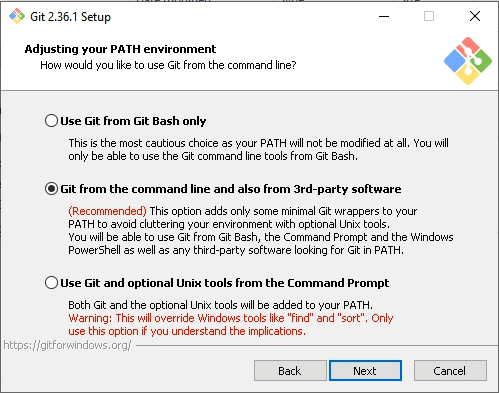 Git 2.36.1 Setup
Adjusting your PATH environment
How would you like to use Git from the command line?
Use Git from Git Bash only
This is the most cautious choice as your PATH will not be modified at all. You will
only be able to use the Git command line tools from Git Bash.
Git from the command line and also from 3rd-party software
(Recommended) This option adds only some minimal Git wrappers to your
PATH to avoid cluttering your environment with optional Unix tools.
You will be able to use Git from Git Bash, the Command Prompt and the Windows
PowerShell as well as any third-party software looking for Git in PATH.
Use Git and optional Unix tools from the Command Prompt
Both Git and the optional Unix tools will be added to your PATH.
Warning: This will override Windows tools like "find" and "sort". Only
use this option if you understand the implications.
https://gitforwindows.org/
Back
Next
Cancel